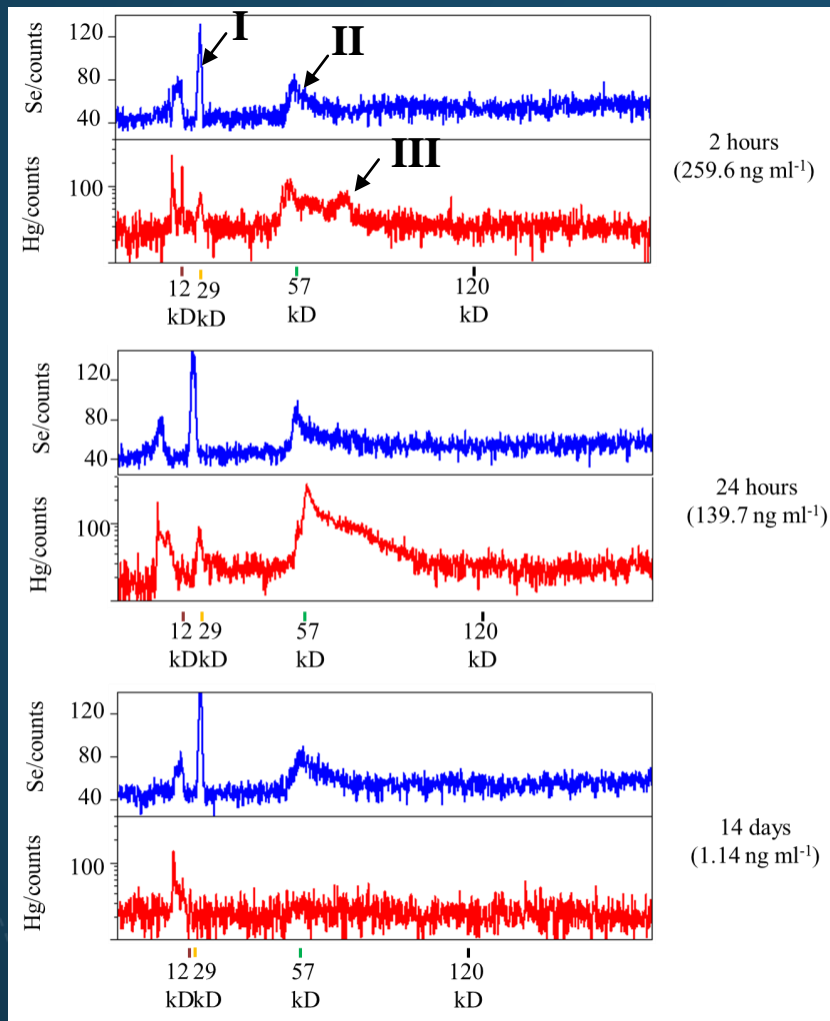 I
II
120
80
40
Se/counts
III
100
Hg/counts
2 hours
(259.6 ng ml⁻¹)
12 29 57 120
kDkD kD kD
120
80
40
Se/counts
100
Hg/counts
24 hours
(139.7 ng ml⁻¹)
12 29 57 120
kDkD kD kD
120
80
40
Se/counts
100
Hg/counts
14 days
(1.14 ng ml⁻¹)
12 29 57 120
kDkD kD kD